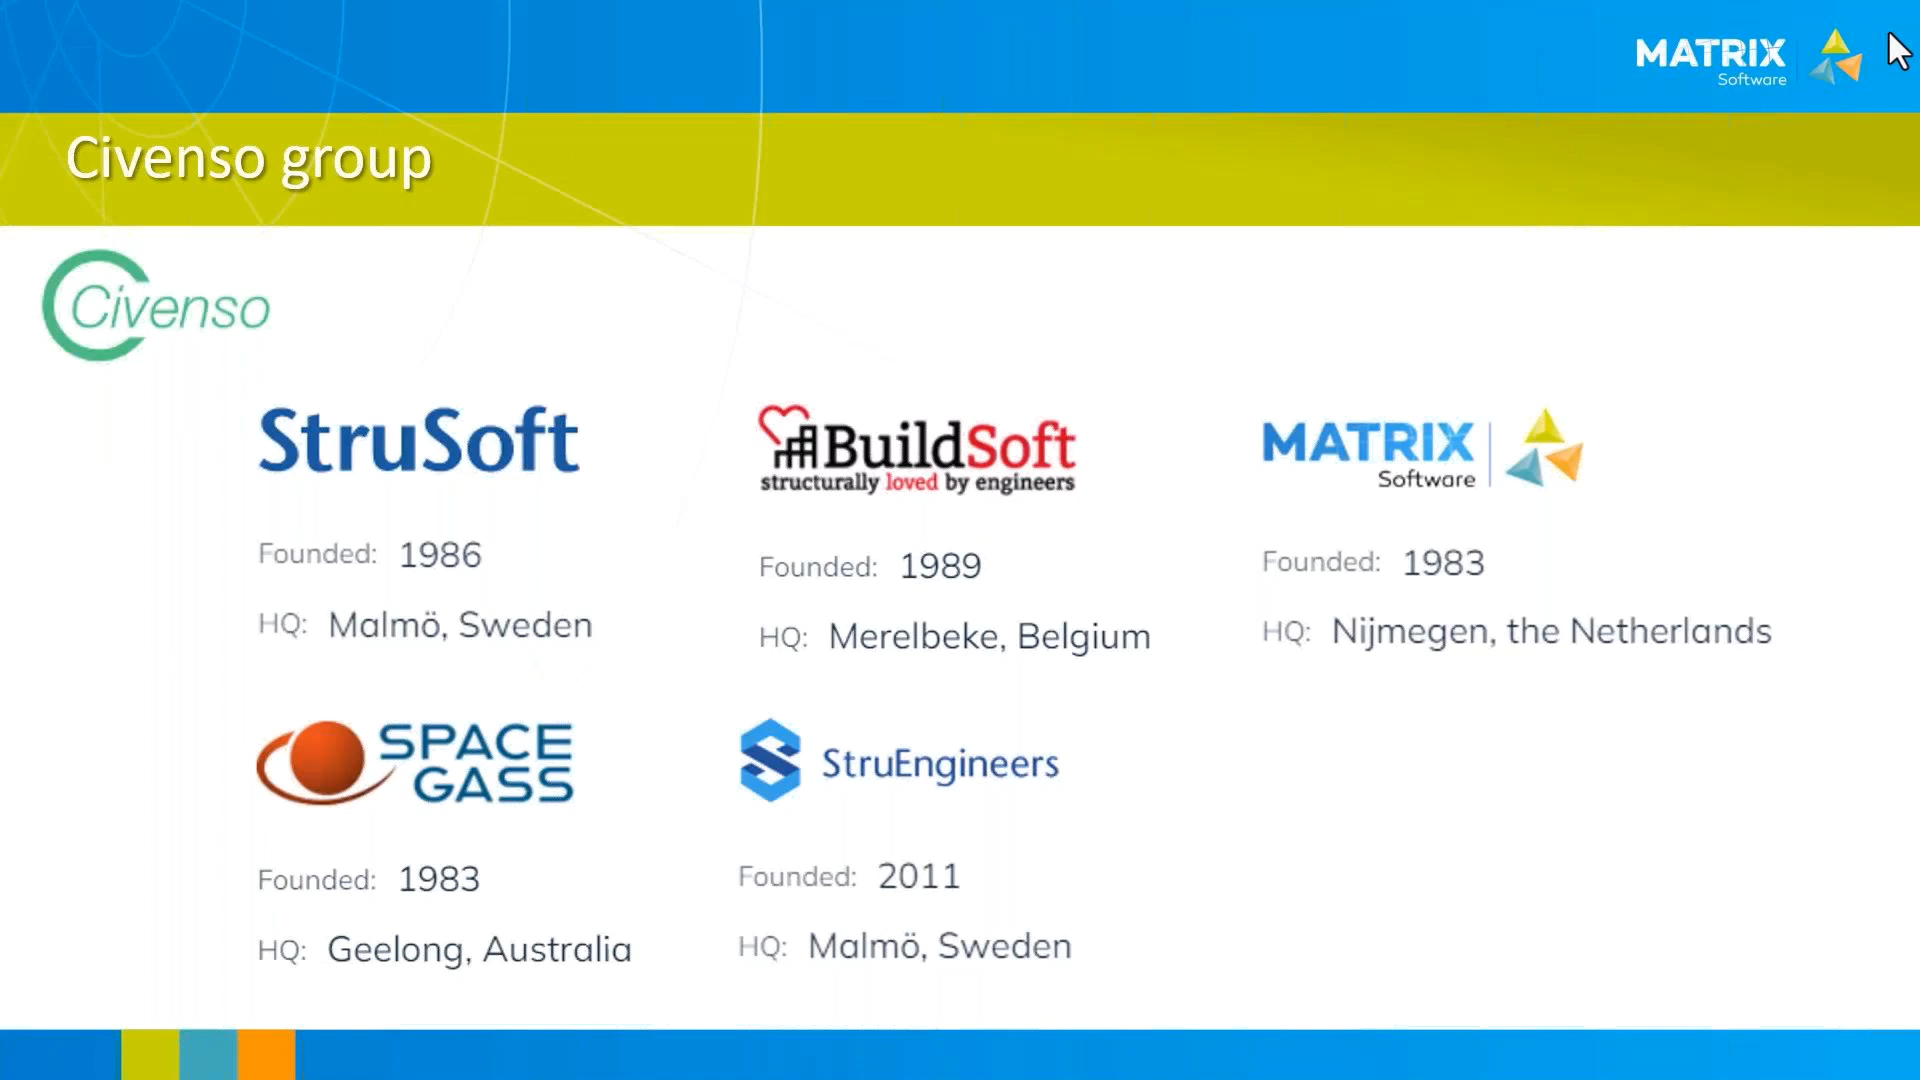 MATRIX
Software
Civenso group
Civenso
StruSoft
Founded: 1986
HQ: Malmö, Sweden
BuildSoft
structurally loved by engineers
Founded: 1989
HQ: Merelbeke, Belgium
MATRIX
Software
Founded: 1983
HQ: Nijmegen, the Netherlands
SPACE
GASS
Founded: 1983
HQ: Geelong, Australia
StruEngineers
Founded: 2011
HQ: Malmö, Sweden